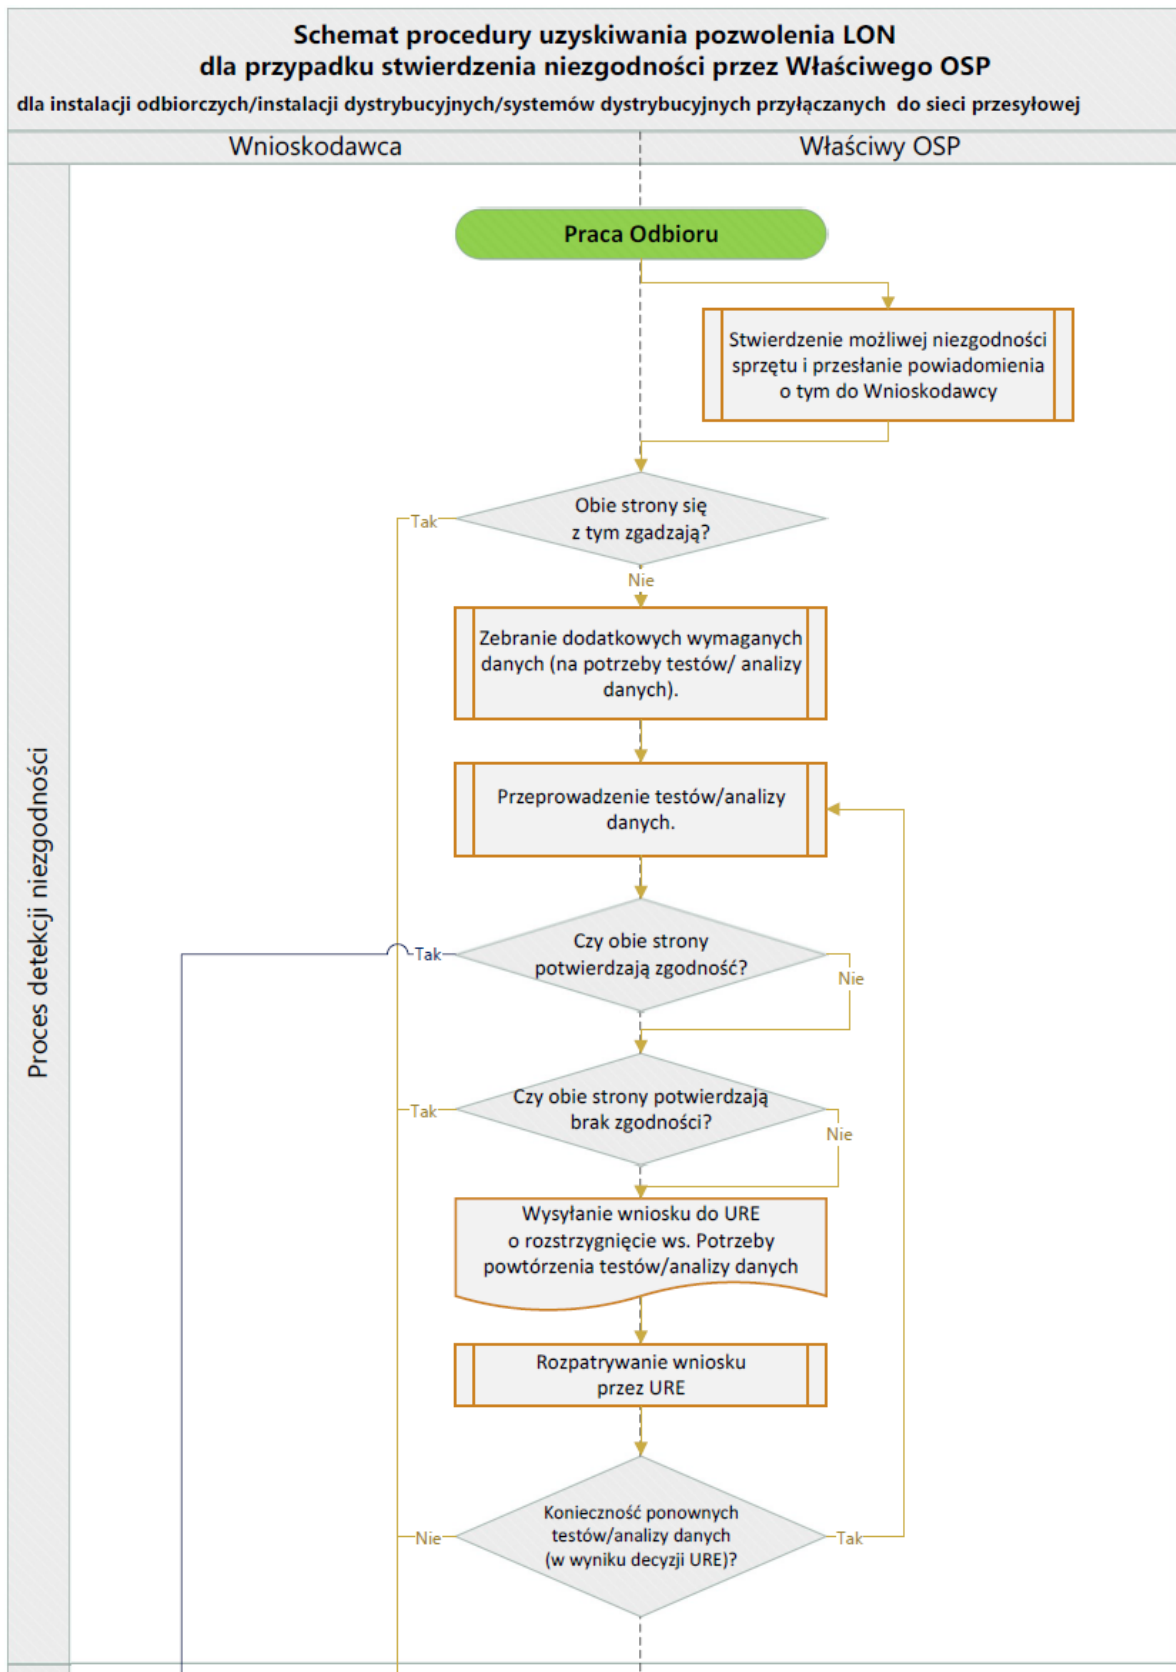 Schemat procedury uzyskiwania pozwolenia LON
dla przypadku stwierdzenia niezgodności przez Właściwego OSP
dla instalacji odbiorczych/instalacji dystrybucyjnych/systemów dystrybucyjnych przyłączanych do sieci przesyłowej
Wnioskodawca
Właściwy OSP
Proces detekcji niezgodności
Praca Odbioru
Stwierdzenie możliwej niezgodności
sprzętu i przesłanie powiadomienia
o tym do Wnioskodawcy
Obie strony się
z tym zgadzają?
Tak
Nie
Zebranie dodatkowych wymaganych
danych (na potrzeby testów/ analizy
danych).
Przeprowadzenie testów/analizy
danych.
Czy obie strony
potwierdzają zgodność?
Tak
Nie
Czy obie strony potwierdzają
brak zgodności?
Tak
Nie
Wysyłanie wniosku do URE
o rozstrzygnięcie ws. Potrzeby
powtórzenia testów/analizy danych
Rozpatrywanie wniosku
przez URE
Konieczność ponownych
testów/analizy danych
(w wyniku decyzji URE)?
Nie
Tak